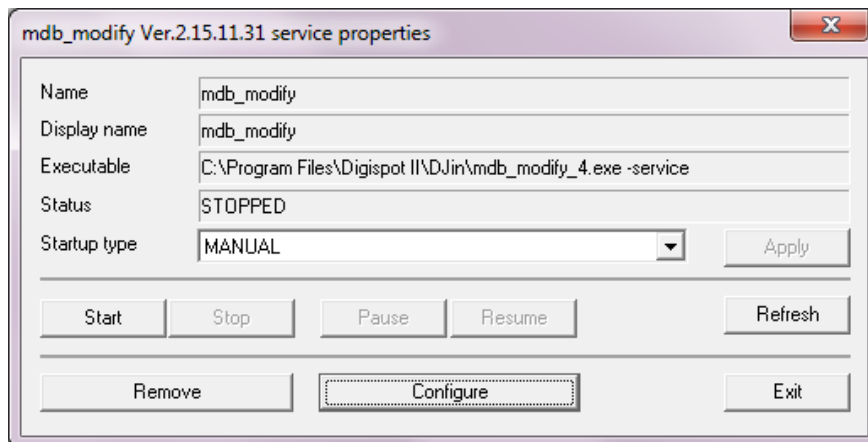 mdb_modify Ver.2.15.11.31 service properties
Name mdb_modify
Display name mdb_modify
Executable C:\Program Files\Digispot II\DJin\mdb_modify_4.exe -service
Status STOPPED
Startup type MANUAL Apply
Start Stop Pause Resume Refresh
Remove Configure Exit